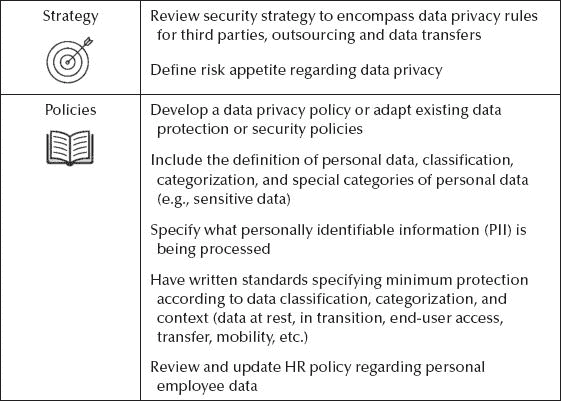 Strategy
Review security strategy to encompass data privacy rules
for third parties, outsourcing and data transfers
Define risk appetite regarding data privacy
Policies
Develop a data privacy policy or adapt existing data
protection or security policies
Include the definition of personal data, classification,
categorization, and special categories of personal data
(e.g., sensitive data)
Specify what personally identifiable information (PII) is
being processed
Have written standards specifying minimum protection
according to data classification, categorization, and
context (data at rest, in transition, end-user access,
transfer, mobility, etc.)
Review and update HR policy regarding personal
employee data